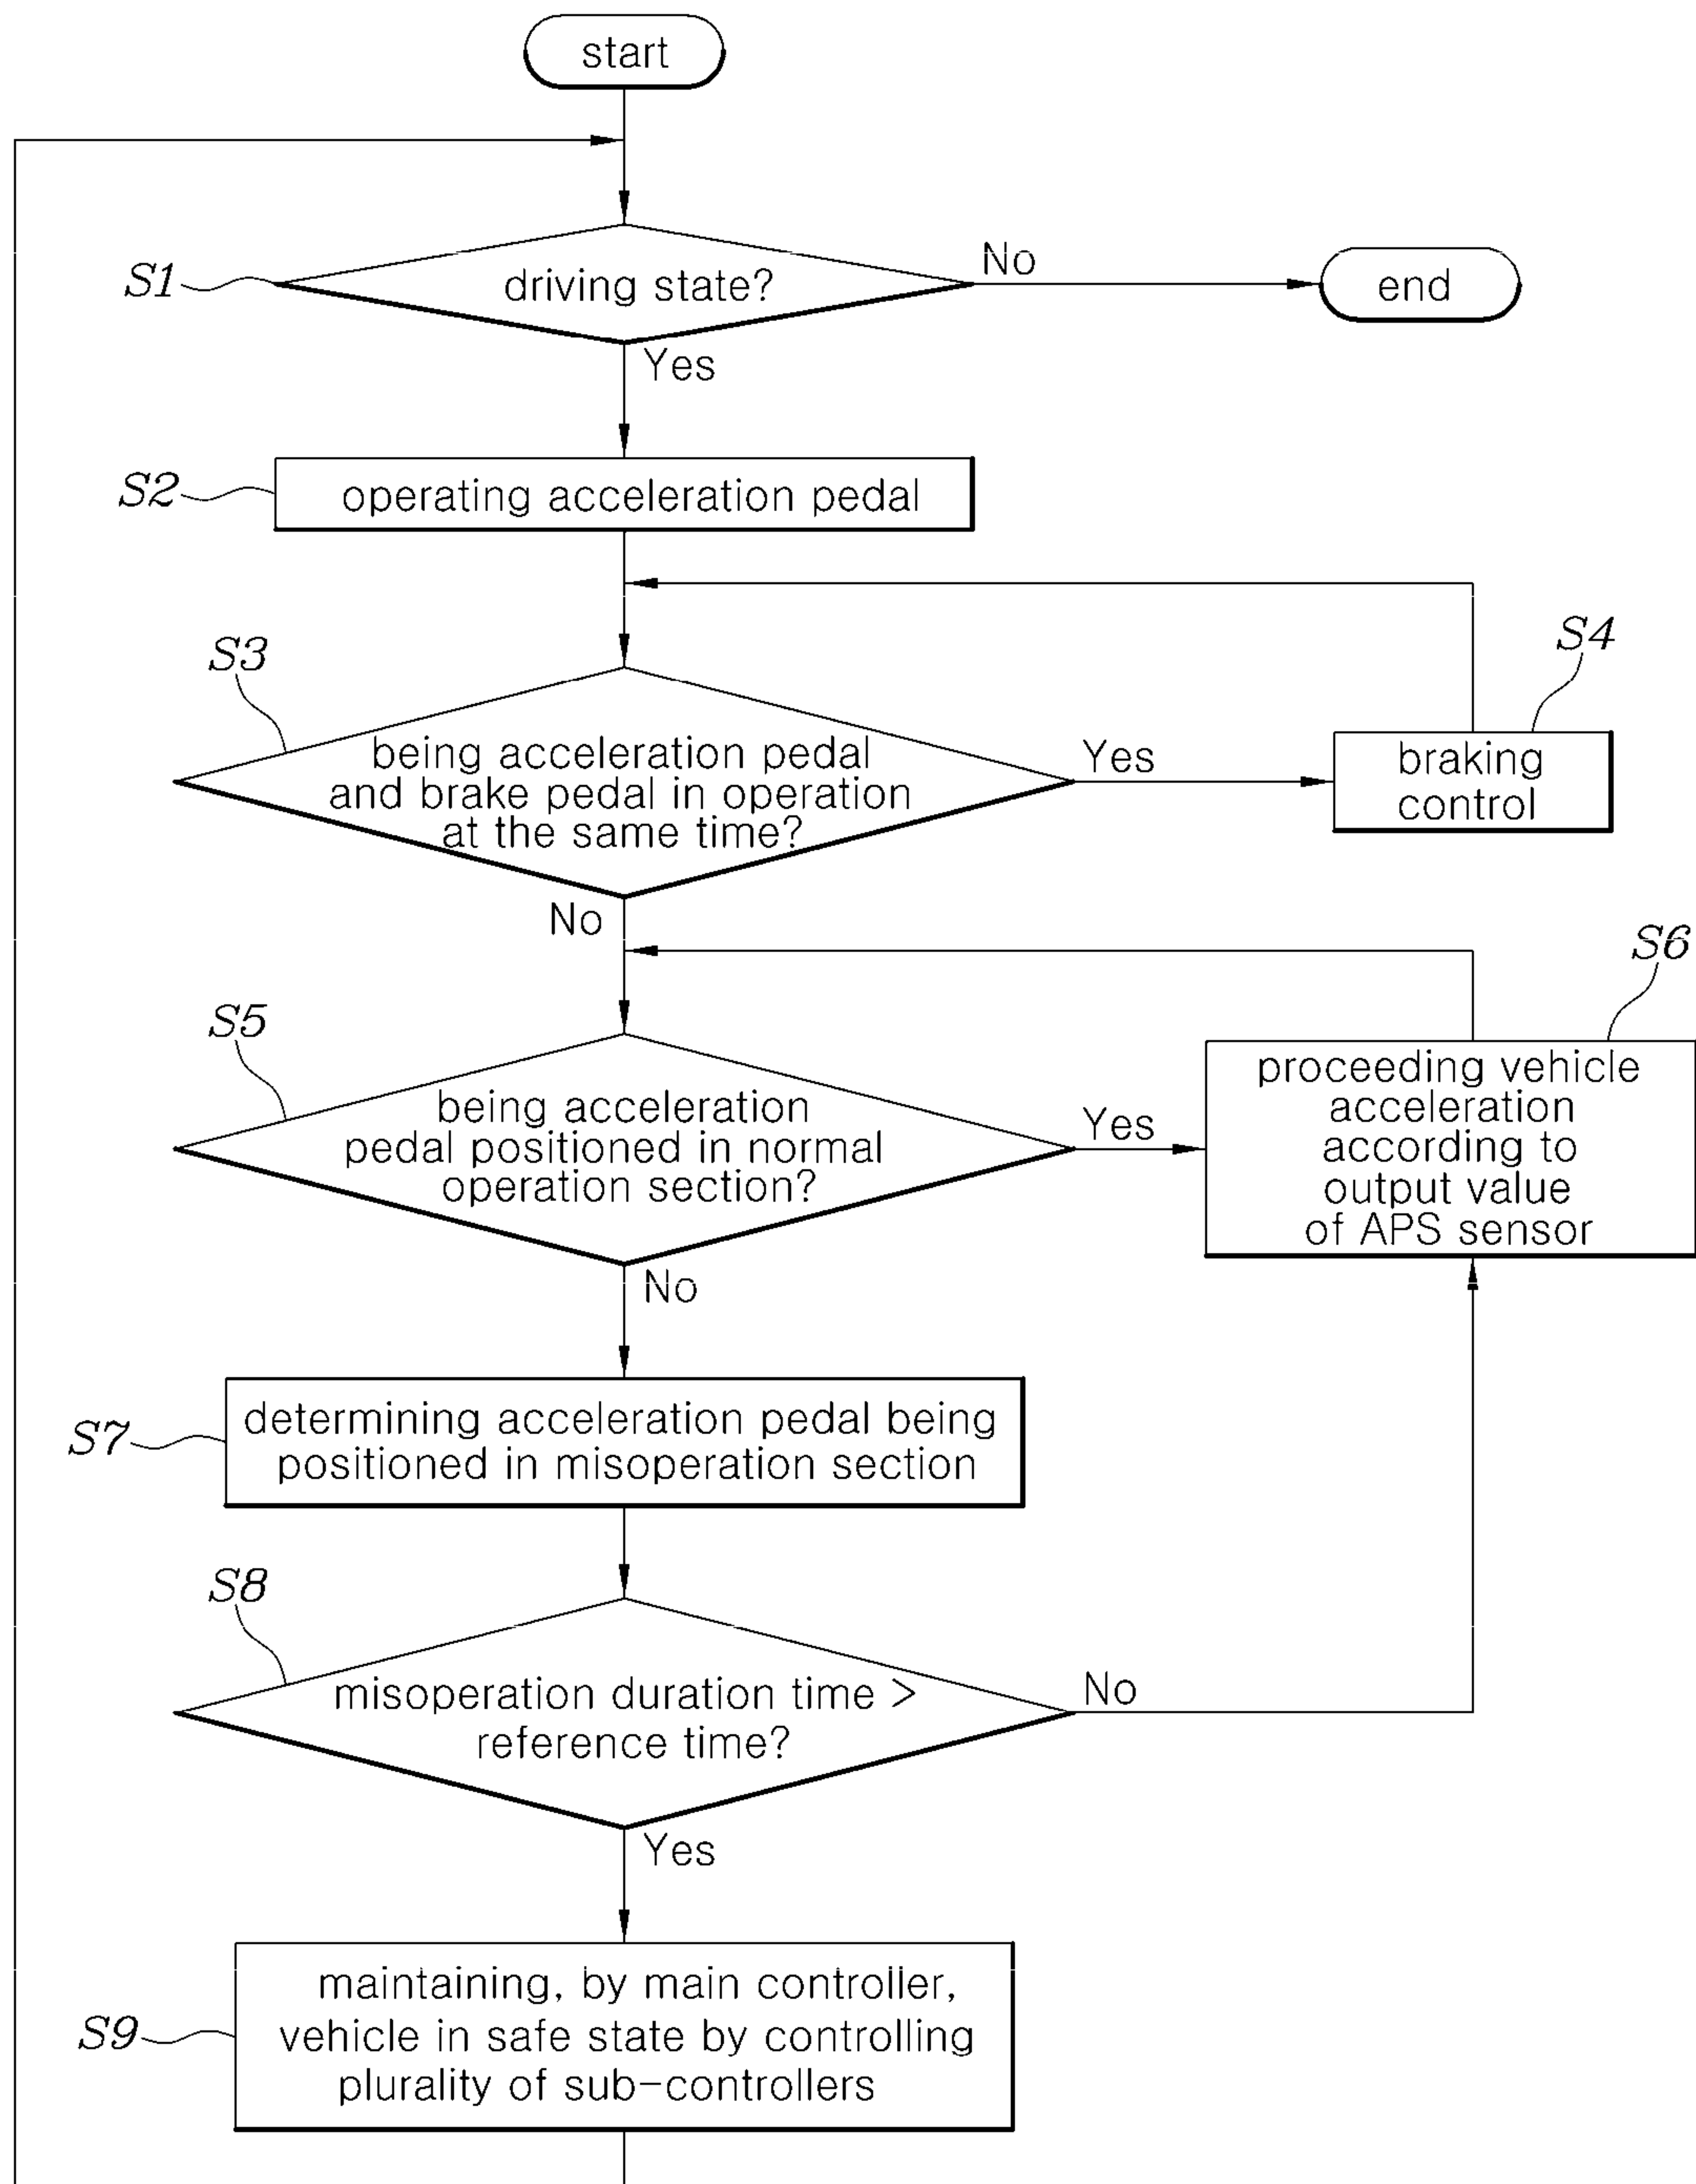 start
S1
driving state?
No
end
Yes
S2
operating acceleration pedal
S3
being acceleration pedal
and brake pedal in operation
at the same time?
Yes
S4
braking
control
No
S5
being acceleration
pedal positioned in normal
operation section?
Yes
S6
proceeding vehicle
acceleration
according to
output value
of APS sensor
No
S7
determining acceleration pedal being
positioned in misoperation section
S8
misoperation duration time >
reference time?
No
Yes
S9
maintaining, by main controller,
vehicle in safe state by controlling
plurality of sub-controllers